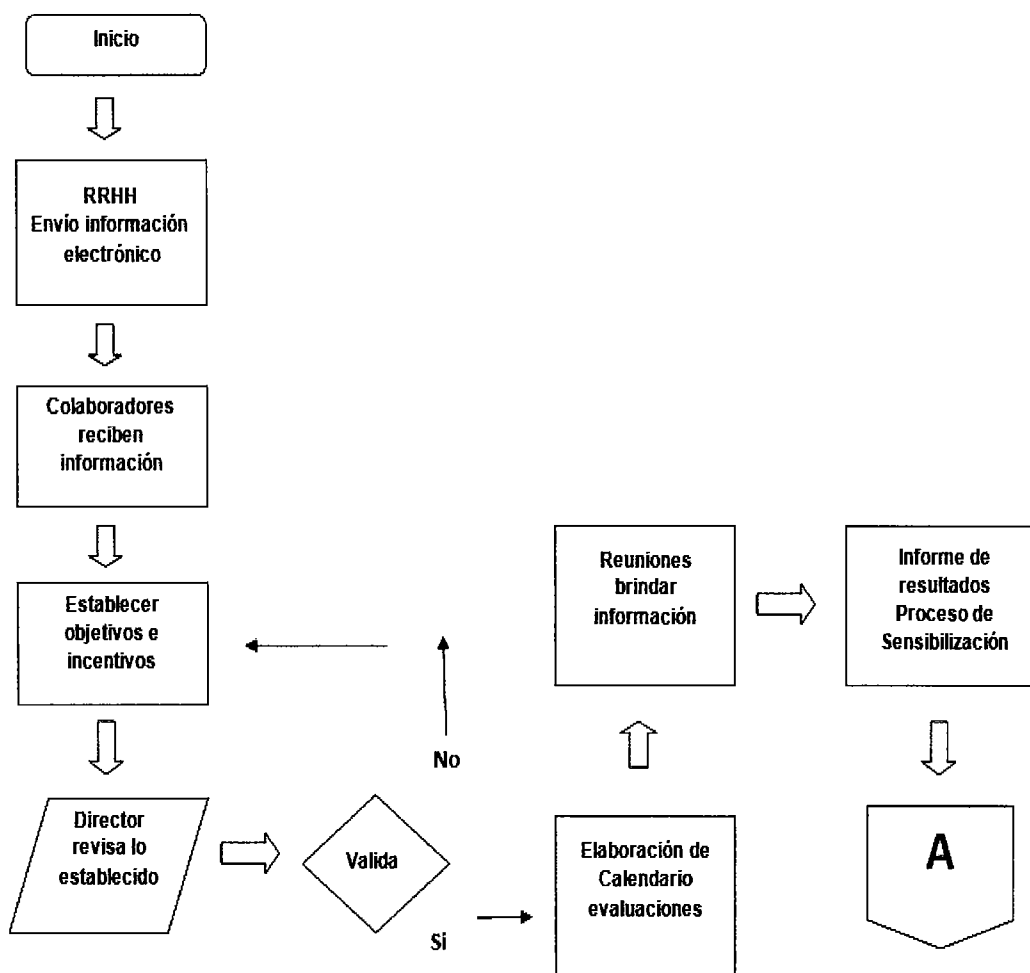 Inicio
RRHH
Envío información
electrónico
Colaboradores
reciben
información
Establecer
objetivos e
incentivos
Director
revisa lo
establecido
Valida
No
Si
Elaboración de
Calendario
evaluaciones
Reuniones
brindar
información
Informe de
resultados
Proceso de
Sensibilización
A